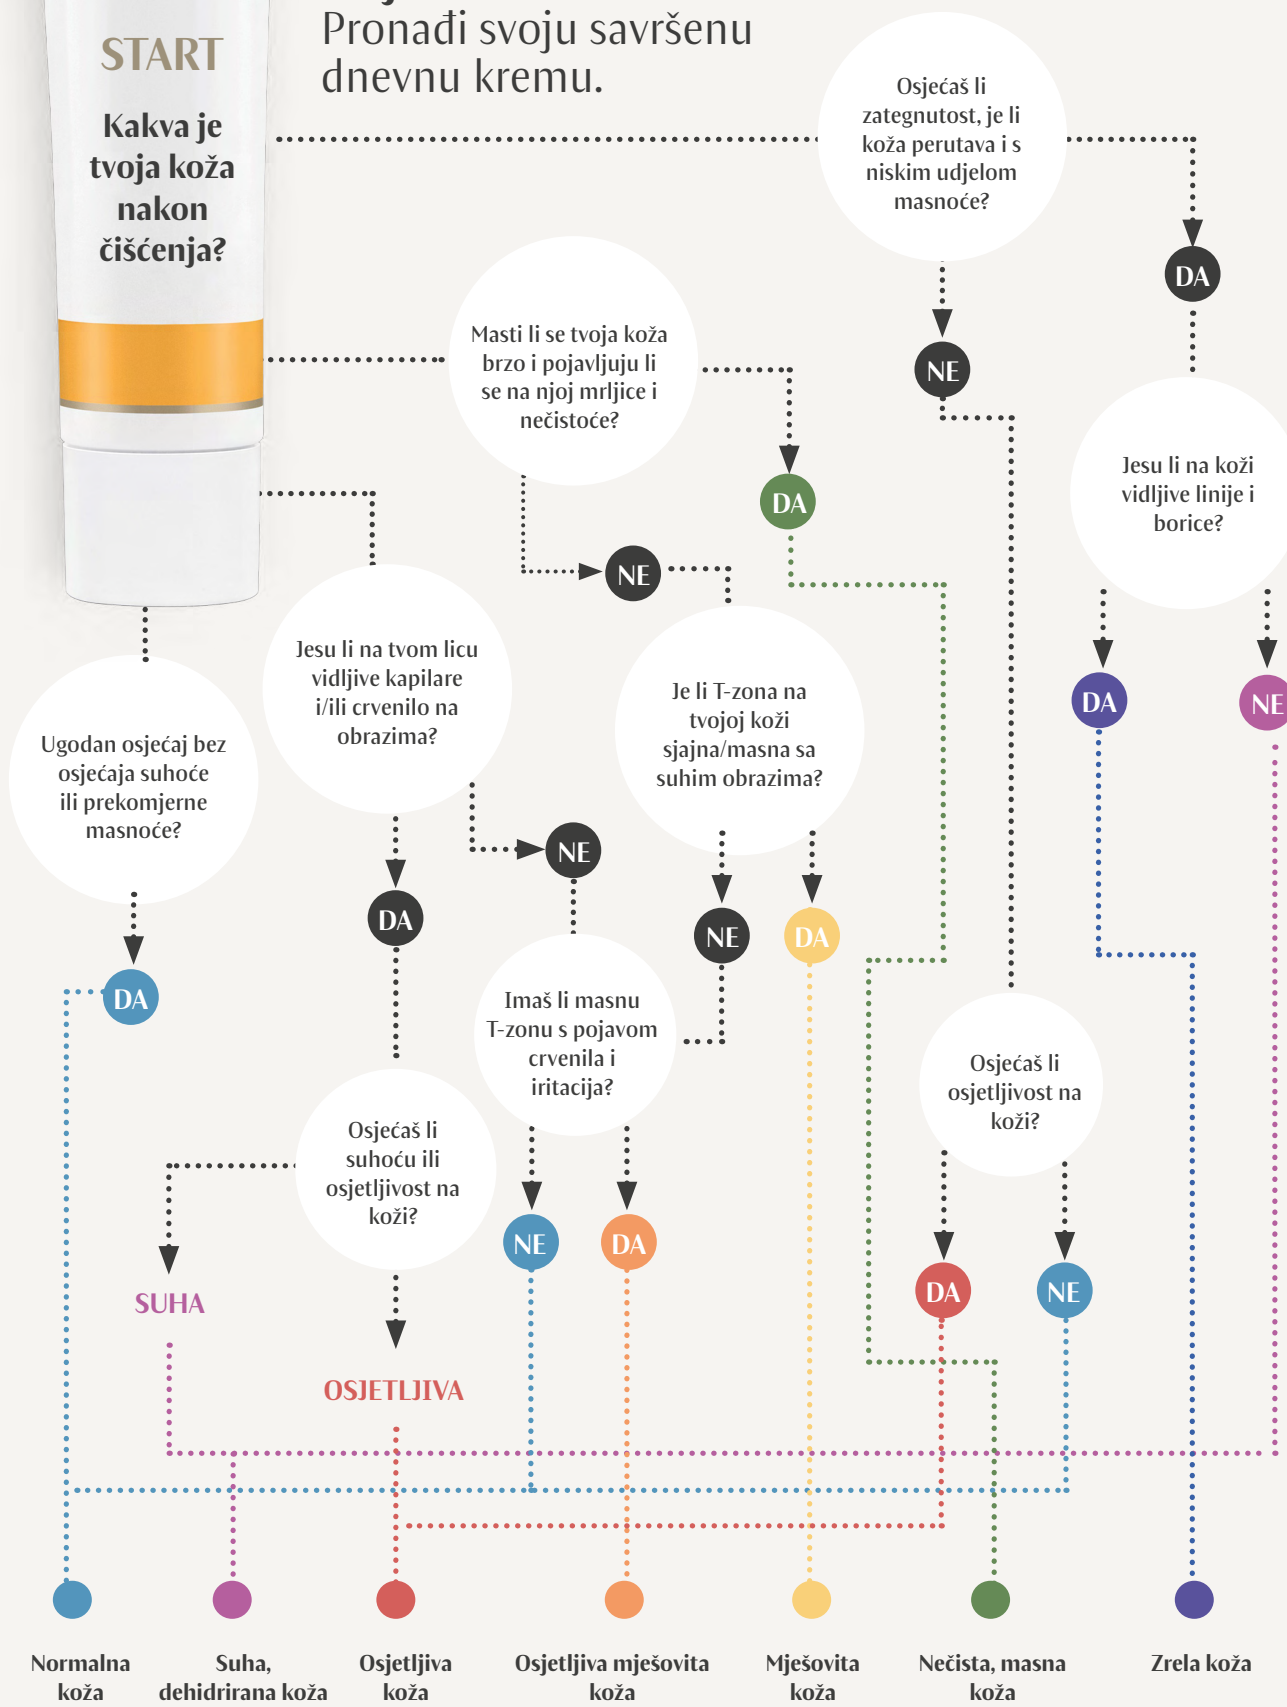 Pronađi svoju savršenu
dnevnu kremu.
START
Kakva je
tvoja koža
nakon
čišćenja?
Osjećaš li
zategnutost, je li
koža perutava i s
niskim udjelom
masnoće?
DA
NE
Masti li se tvoja koža
brzo i pojavljuju li
se na njoj mrljice i
nečistoće?
DA
NE
Jesu li na koži
vidljive linije i
borice?
DA
NE
Jesu li na tvom licu
vidljive kapilare
i/ili crvenilo na
obrazima?
NE
DA
Je li T-zona na
tvojoj koži
sjajna/masna sa
suhim obrazima?
NE
DA
Ugodan osjećaj bez
osjećaja suhoće
ili prekomjerne
masnoće?
DA
Imaš li masnu
T-zonu s pojavom
crvenila i
iritacija?
NE
DA
Osjećaš li
osjetljivost na
koži?
DA
NE
Osjećaš li
suhoću ili
osjetljivost na
koži?
SUHA
OSJETLJIVA
Normalna
koža
Suha,
dehidrirana koža
Osjetljiva
koža
Osjetljiva mješovita
koža
Mješovita
koža
Nečista, masna
koža
Zrela koža